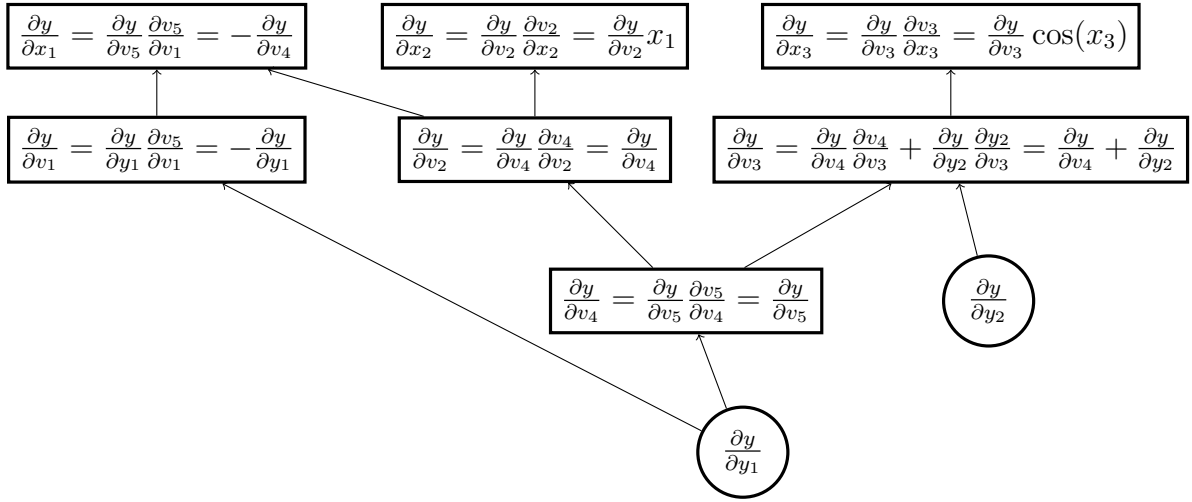 ∂y/∂x₁ = ∂y/∂v₅ ∂v₅/∂v₁ = −∂y/∂v₄
∂y/∂x₂ = ∂y/∂v₂ ∂v₂/∂x₂ = ∂y/∂v₂ x₁
∂y/∂x₃ = ∂y/∂v₃ ∂v₃/∂x₃ = ∂y/∂v₃ cos(x₃)
∂y/∂v₁ = ∂y/∂y₁ ∂v₅/∂v₁ = −∂y/∂y₁
∂y/∂v₂ = ∂y/∂v₄ ∂v₄/∂v₂ = ∂y/∂v₄
∂y/∂v₃ = ∂y/∂v₄ ∂v₄/∂v₃ + ∂y/∂y₂ ∂y₂/∂v₃ = ∂y/∂v₄ + ∂y/∂y₂
∂y/∂v₄ = ∂y/∂v₅ ∂v₅/∂v₄ = ∂y/∂v₅
∂y/∂y₂
∂y/∂y₁